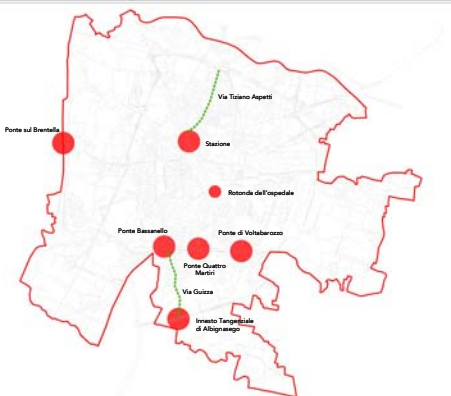 Via Tiziano Aspetti
Ponte sul Brentella
Stazione
Rotonda dell'ospedale
Ponte Bassanello
Ponte di Voltabarozzo
Ponte Quattro
Martiri
Via Guizza
Innesto Tangenziale
di Albignasego